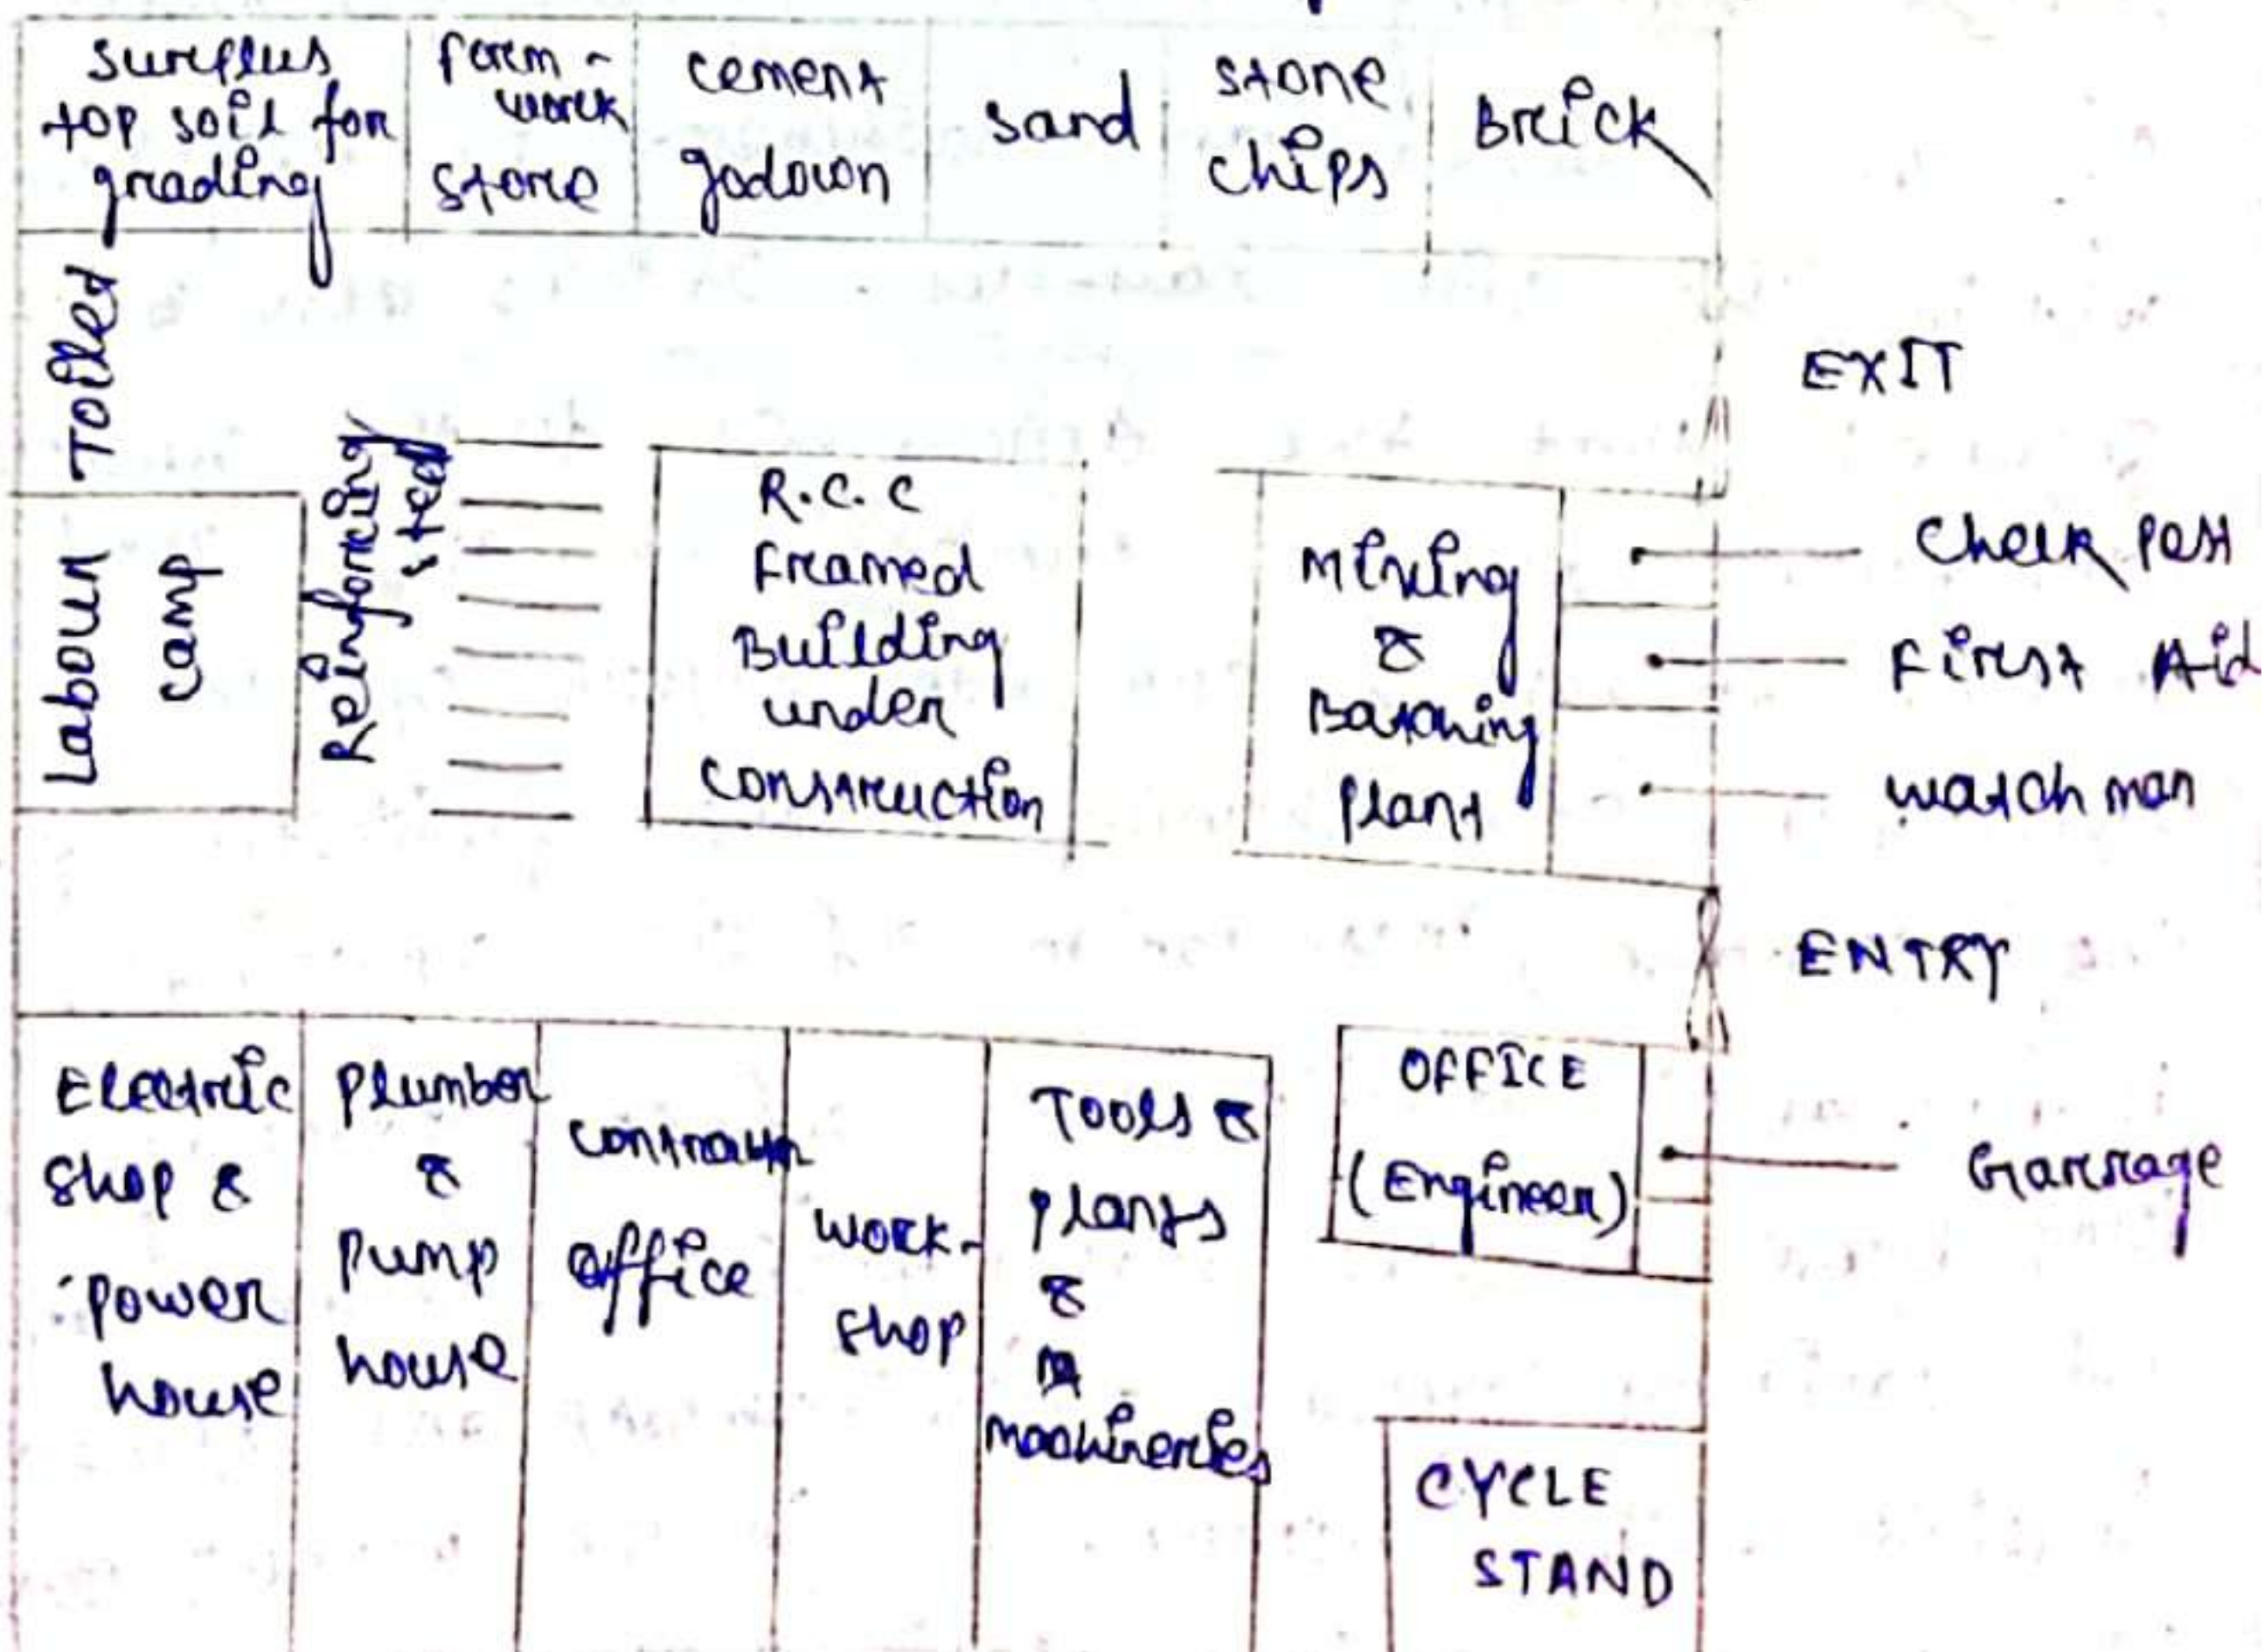 Surplus
top soil for
grading
form-
work
store
cement
godown
sand
stone
chips
Brick
Toilet
EXIT
Labour
camp
Reinforcing
steel
R.C.C
Framed
Building
under
construction
Mixing
&
Batching
plant
Check post
First Aid
watch man
ENTRY
Electric
shop &
power
house
Plumber
&
pump
house
contractor
office
work-
shop
Tools &
plants
&
machineries
OFFICE
(Engineer)
Garrage
CYCLE
STAND